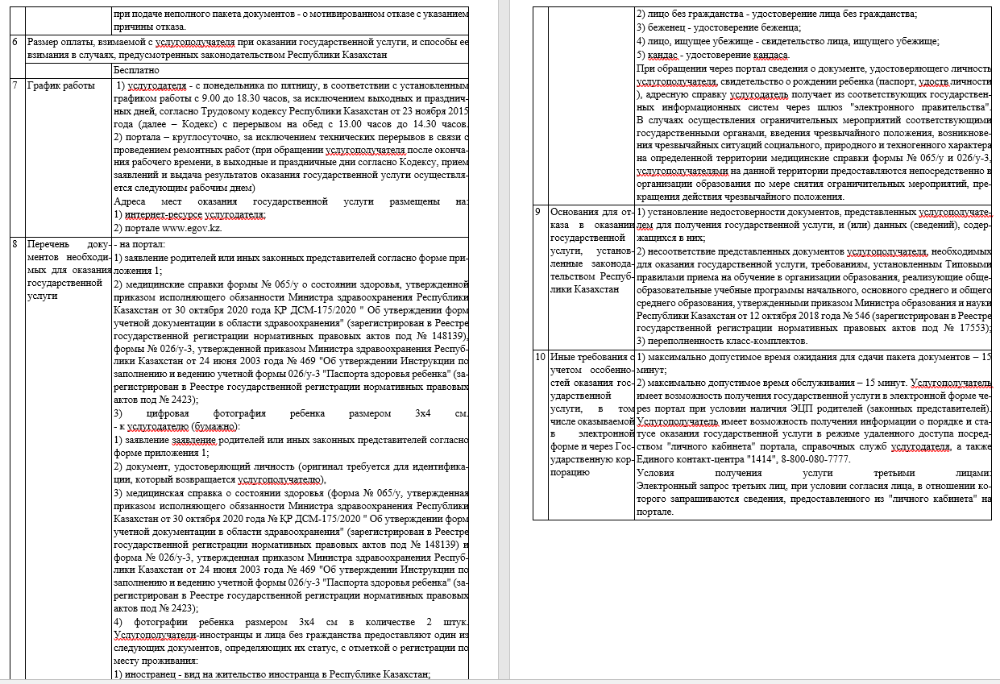 при подаче неполного пакета документов - о мотивированном отказе с указанием
причины отказа.
6 Размер оплаты, взимаемой с услугополучателя при оказании государственной услуги, и способы ее
взимания в случаях, предусмотренных законодательством Республики Казахстан
Бесплатно
7 График работы
1) услугодателя - с понедельника по пятницу, в соответствии с установленным
графиком работы с 9.00 до 18.30 часов, за исключением выходных и празднич-
ных дней, согласно Трудовому кодексу Республики Казахстан от 23 ноября 2015
года (далее – Кодекс) с перерывом на обед с 13.00 часов до 14.30 часов.
2) портала – круглосуточно, за исключением технических перерывов в связи с
проведением ремонтных работ (при обращении услугополучателя после оконча-
ния рабочего времени, в выходные и праздничные дни согласно Кодексу, прием
заявлений и выдача результатов оказания государственной услуги осуществля-
ется следующим рабочим днем)
Адреса мест оказания государственной услуги размещены на:
1) интернет-ресурсе услугодателя;
2) портале www.egov.kz.
8 Перечень доку-
ментов необходи-
мых для оказания
государственной
услуги
- на портал:
1) заявление родителей или иных законных представителей согласно форме при-
ложения 1;
2) медицинские справки формы № 065/у о состоянии здоровья, утвержденной
приказом исполняющего обязанности Министра здравоохранения Республики
Казахстан от 30 октября 2020 года ҚР ДСМ-175/2020 " Об утверждении форм
учетной документации в области здравоохранения" (зарегистрирован в Реестре
государственной регистрации нормативных правовых актов под № 148139),
формы № 026/у-3, утвержденной приказом Министра здравоохранения Респуб-
лики Казахстан от 24 июня 2003 года № 469 "Об утверждении Инструкции по
заполнению и ведению учетной формы 026/у-3 "Паспорта здоровья ребенка" (за-
регистрирован в Реестре государственной регистрации нормативных правовых
актов под № 2423);
3) цифровая фотография ребенка размером 3х4 см.
- к услугодателю (бумажно):
1) заявление заявление родителей или иных законных представителей согласно
форме приложения 1;
2) документ, удостоверяющий личность (оригинал требуется для идентифика-
ции, который возвращается услугополучателю),
3) медицинская справка о состоянии здоровья (форма № 065/у, утвержденная
приказом исполняющего обязанности Министра здравоохранения Республики
Казахстан от 30 октября 2020 года № ҚР ДСМ-175/2020 " Об утверждении форм
учетной документации в области здравоохранения" (зарегистрирован в Реестре
государственной регистрации нормативных правовых актов под № 148139) и
форма № 026/у-3, утвержденная приказом Министра здравоохранения Респуб-
лики Казахстан от 24 июня 2003 года № 469 "Об утверждении Инструкции по
заполнению и ведению учетной формы 026/у-3 "Паспорта здоровья ребенка" (за-
регистрирован в Реестре государственной регистрации нормативных правовых
актов под № 2423);
4) фотографии ребенка размером 3х4 см в количестве 2 штук.
Услугополучатели-иностранцы и лица без гражданства предоставляют один из
следующих документов, определяющих их статус, с отметкой о регистрации по
месту проживания:
1) иностранец - вид на жительство иностранца в Республике Казахстан;
2) лицо без гражданства - удостоверение лица без гражданства;
3) беженец - удостоверение беженца;
4) лицо, ищущее убежище - свидетельство лица, ищущего убежище;
5) кандас - удостоверение кандаса.
При обращении через портал сведения о документе, удостоверяющего личность
услугополучателя, свидетельство о рождении ребенка (паспорт, удоств личности
), адресную справку услугодатель получает из соответствующих государствен-
ных информационных систем через шлюз "электронного правительства".
В случаях осуществления ограничительных мероприятий соответствующими
государственными органами, введения чрезвычайного положения, возникнове-
ния чрезвычайных ситуаций социального, природного и техногенного характера
на определенной территории медицинские справки формы № 065/у и 026/у-3,
услугополучателями на данной территории предоставляются непосредственно в
организации образования по мере снятия ограничительных мероприятий, пре-
кращения действия чрезвычайного положения.
9 Основания для от-
каза в оказании
государственной
услуги, установ-
ленные законода-
тельством Респуб-
лики Казахстан
1) установление недостоверности документов, представленных услугополучате-
лем для получения государственной услуги, и (или) данных (сведений), содер-
жащихся в них;
2) несоответствие представленных документов услугополучателя, необходимых
для оказания государственной услуги, требованиям, установленным Типовыми
правилами приема на обучение в организации образования, реализующие обще-
образовательные учебные программы начального, основного среднего и общего
среднего образования, утвержденными приказом Министра образования и науки
Республики Казахстан от 12 октября 2018 года № 546 (зарегистрирован в Реестре
государственной регистрации нормативных правовых актов под № 17553);
3) переполненность класс-комплектов.
10 Иные требования с
учетом особенно-
стей оказания гос-
ударственной
услуги, в том
числе оказываемой
в электронной
форме и через Гос-
ударственную кор-
порацию
1) максимально допустимое время ожидания для сдачи пакета документов – 15
минут;
2) максимально допустимое время обслуживания – 15 минут. Услугополучатель
имеет возможность получения государственной услуги в электронной форме че-
рез портал при условии наличия ЭЦП родителей (законных представителей).
Услугополучатель имеет возможность получения информации о порядке и ста-
тусе оказания государственной услуги в режиме удаленного доступа посред-
ством "личного кабинета" портала, справочных служб услугодателя, а также
Единого контакт-центра "1414", 8-800-080-7777.
Условия получения услуги третьими лицами:
Электронный запрос третьих лиц, при условии согласия лица, в отношении ко-
торого запрашиваются сведения, предоставленного из "личного кабинета" на
портале.